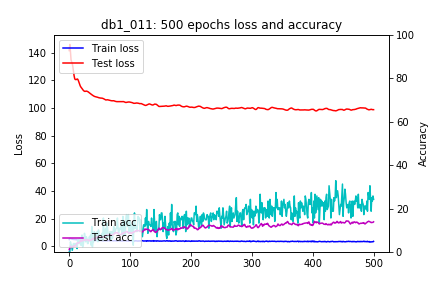 db1_011: 500 epochs loss and accuracy
Train loss
Test loss
Train acc
Test acc
Loss
Accuracy
140
120
100
80
60
40
20
0
100
80
60
40
20
0
0
100
200
300
400
500